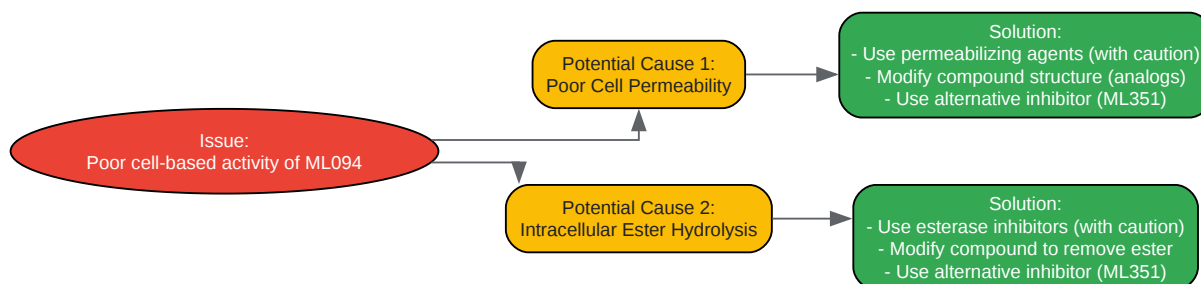 Issue:
Poor cell-based activity of ML094
Potential Cause 1:
Poor Cell Permeability
Solution:
- Use permeabilizing agents (with caution)
- Modify compound structure (analogs)
- Use alternative inhibitor (ML351)
Potential Cause 2:
Intracellular Ester Hydrolysis
Solution:
- Use esterase inhibitors (with caution)
- Modify compound to remove ester
- Use alternative inhibitor (ML351)